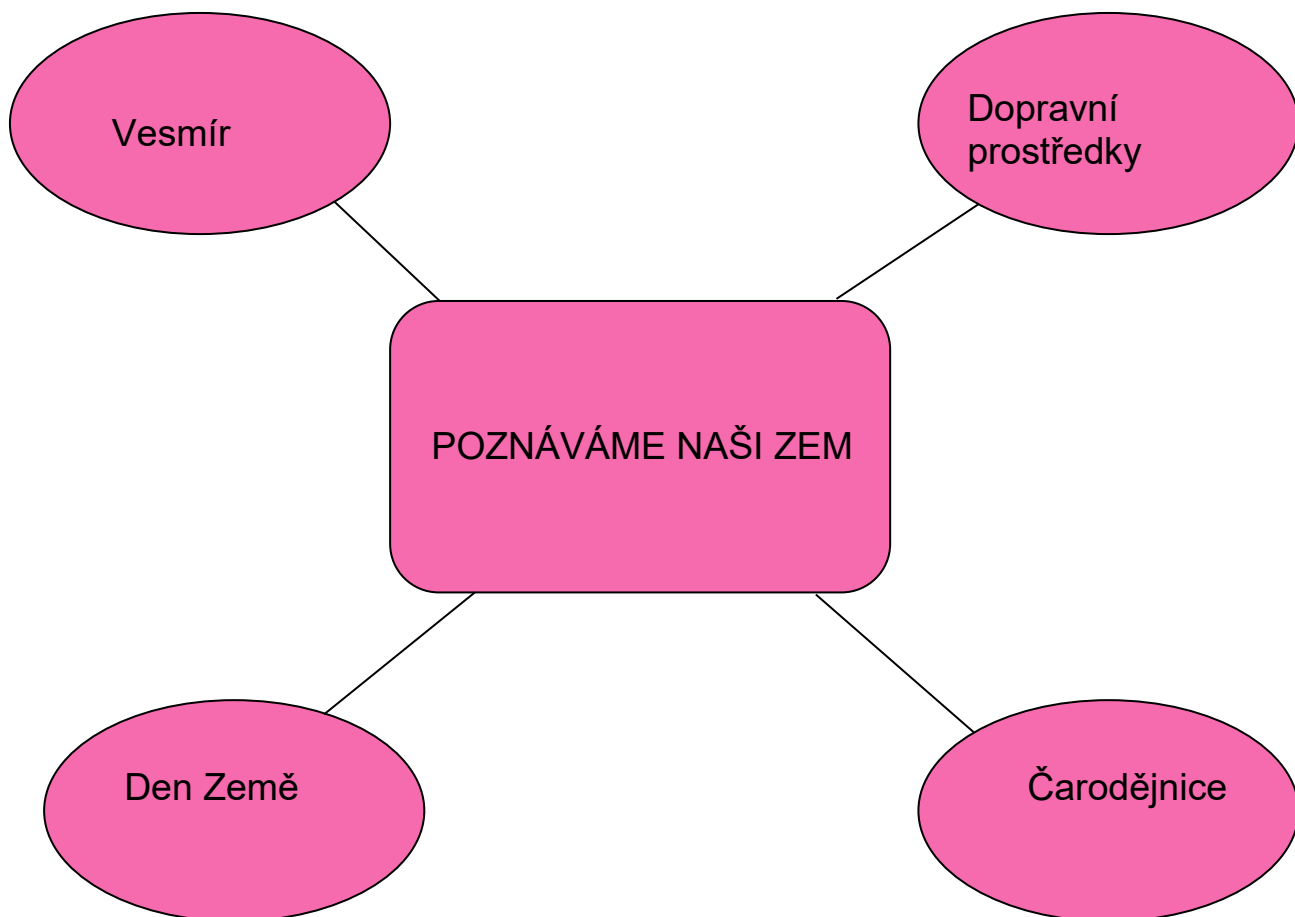 Vesmír
Dopravní
prostředky
POZNÁVÁME NAŠI ZEM
Den Země
Čarodějnice